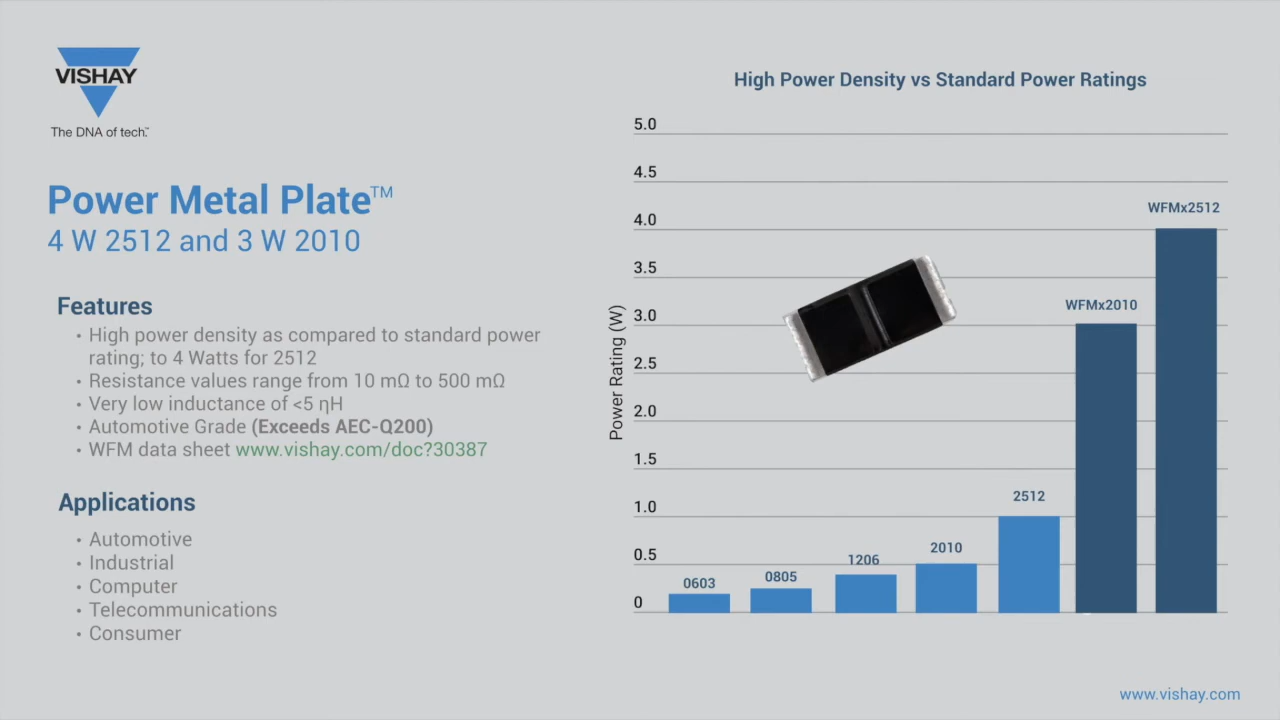 VISHAY
The DNA of tech.™
Power Metal Plate™
4 W 2512 and 3 W 2010
Features
• High power density as compared to standard power
rating; to 4 Watts for 2512
• Resistance values range from 10 mΩ to 500 mΩ
• Very low inductance of <5 ηH
• Automotive Grade (Exceeds AEC-Q200)
• WFM data sheet www.vishay.com/doc?30387
Applications
• Automotive
• Industrial
• Computer
• Telecommunications
• Consumer
High Power Density vs Standard Power Ratings
Power Rating (W)
5.0
4.5
4.0
3.5
3.0
2.5
2.0
1.5
1.0
0.5
0
0603
0805
1206
2010
2512
WFMx2010
WFMx2512
www.vishay.com